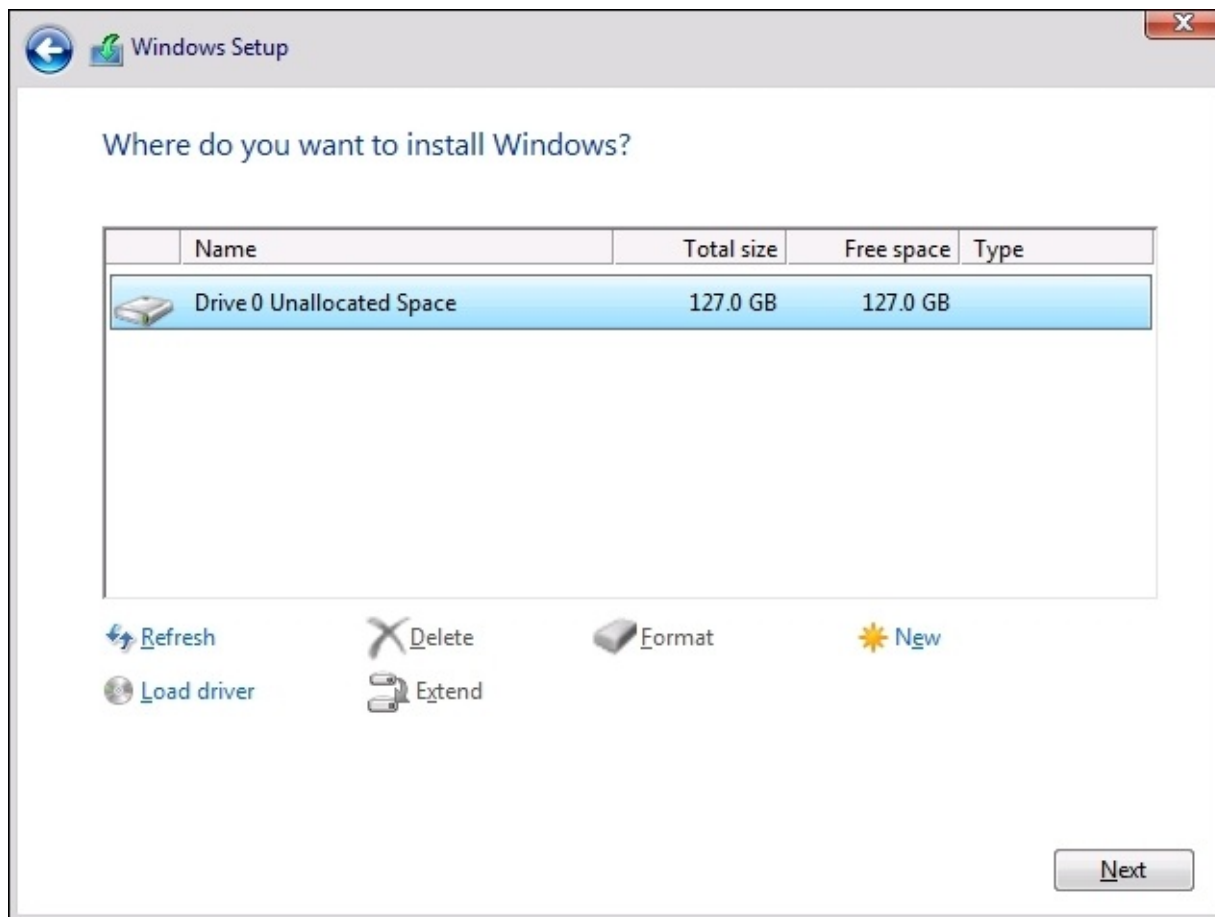 Windows Setup
Where do you want to install Windows?
Name Total size Free space Type
Drive 0 Unallocated Space 127.0 GB 127.0 GB
Refresh Delete Format New
Load driver Extend
Next